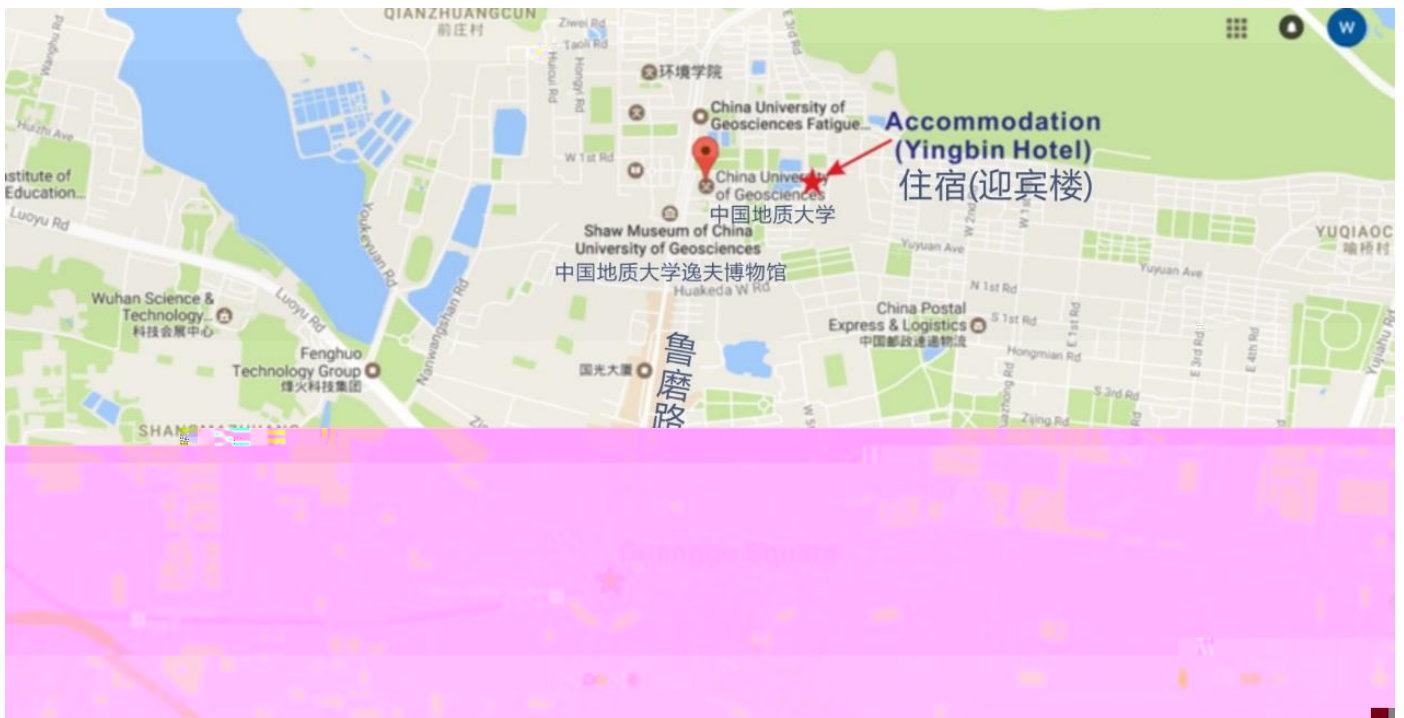 QIANZHUANGCUN
前庄村
Ziwei Rd
E 3rd Rd
W
Wanghu Rd
Taoli Rd
Huicui Rd
Hongyi Rd
环境学院
China University of
Geosciences Fatigue...
Accommodation
(Yingbin Hotel)
住宿(迎宾楼)
Huizhi Ave
W 1st Rd
stitute of
Education...
China University
of Geosciences
中国地质大学
Luoyu Rd
Youkeyuan Rd
Shaw Museum of China
University of Geosciences
中国地质大学逸夫博物馆
W 2nd Rd
Yuyuan Ave
YUQIAOC
喻桥村
Yuyuan Ave
Huakeda W Rd
N 1st Rd
Wuhan Science &
Technology...
科技会展中心
Luoyu Rd
Nanwangshan Rd
China Postal
Express & Logistics
中国邮政速递物流
S 1st Rd
E 1st Rd
E 3rd Rd
E 4th Rd
Yujiahu Rd
Hongmian Rd
Fenghuo
Technology Group
烽火科技集团
国光大厦
鲁磨路
S 3rd Rd
Zijing Rd
Guanggu Square